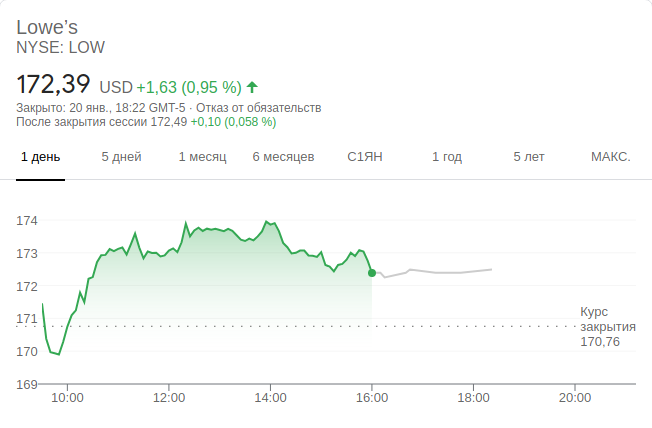 Lowe’s
NYSE: LOW
172,39 USD +1,63 (0,95 %)
Закрыто: 20 янв., 18:22 GMT-5 · Отказ от обязательств
После закрытия сессии 172,49 +0,10 (0,058 %)
1 день 5 дней 1 месяц 6 месяцев С1ЯН 1 год 5 лет МАКС.
174
173
172
171
170
169
Курс
закрытия
170,76
10:00 12:00 14:00 16:00 18:00 20:00